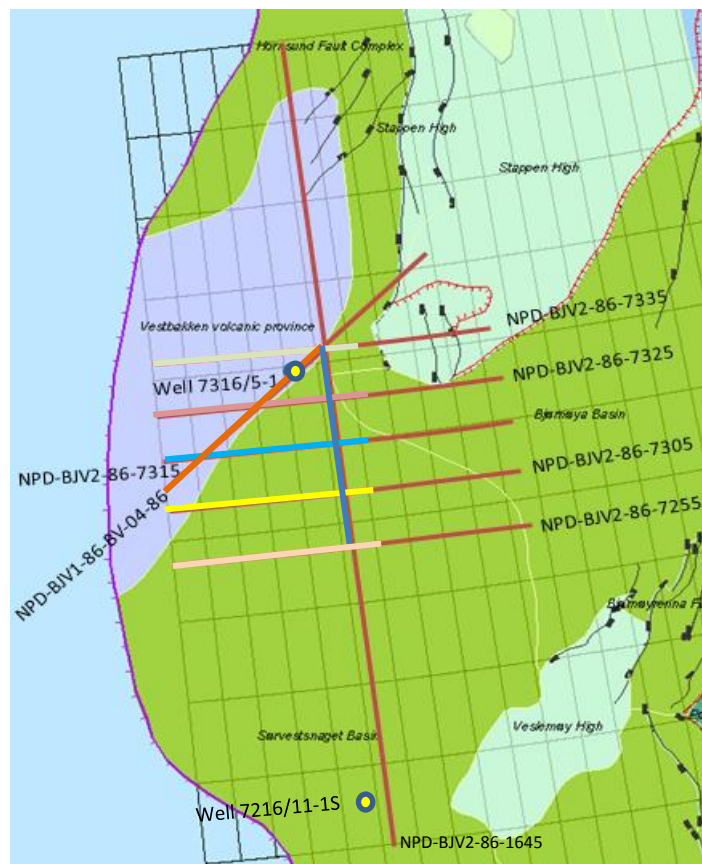 Hornsund Fault Complex
Stappen High
Stappen High
Vestbakken volcanic province
NPD-BJV2-86-7335
Well 7316/5-1
NPD-BJV2-86-7325
Bjørnøya Basin
NPD-BJV2-86-7315
NPD-BJV2-86-7305
NPD-BJV1-86-BV-04-86
NPD-BJV2-86-7255
Bjørnøyrenna F
Sørvestsnaget Basin
Veslemøy High
Well 7216/11-1S
NPD-BJV2-86-1645